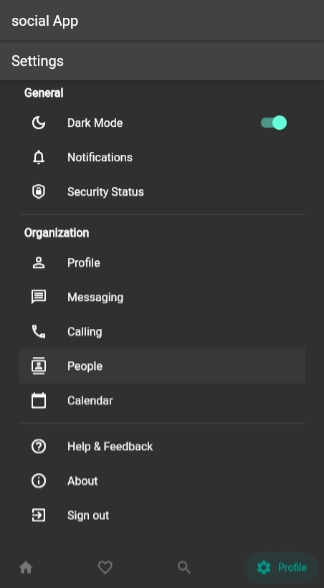 social App
Settings
General
Dark Mode
Notifications
Security Status
Organization
Profile
Messaging
Calling
People
Calendar
Help & Feedback
About
Sign out
Profile